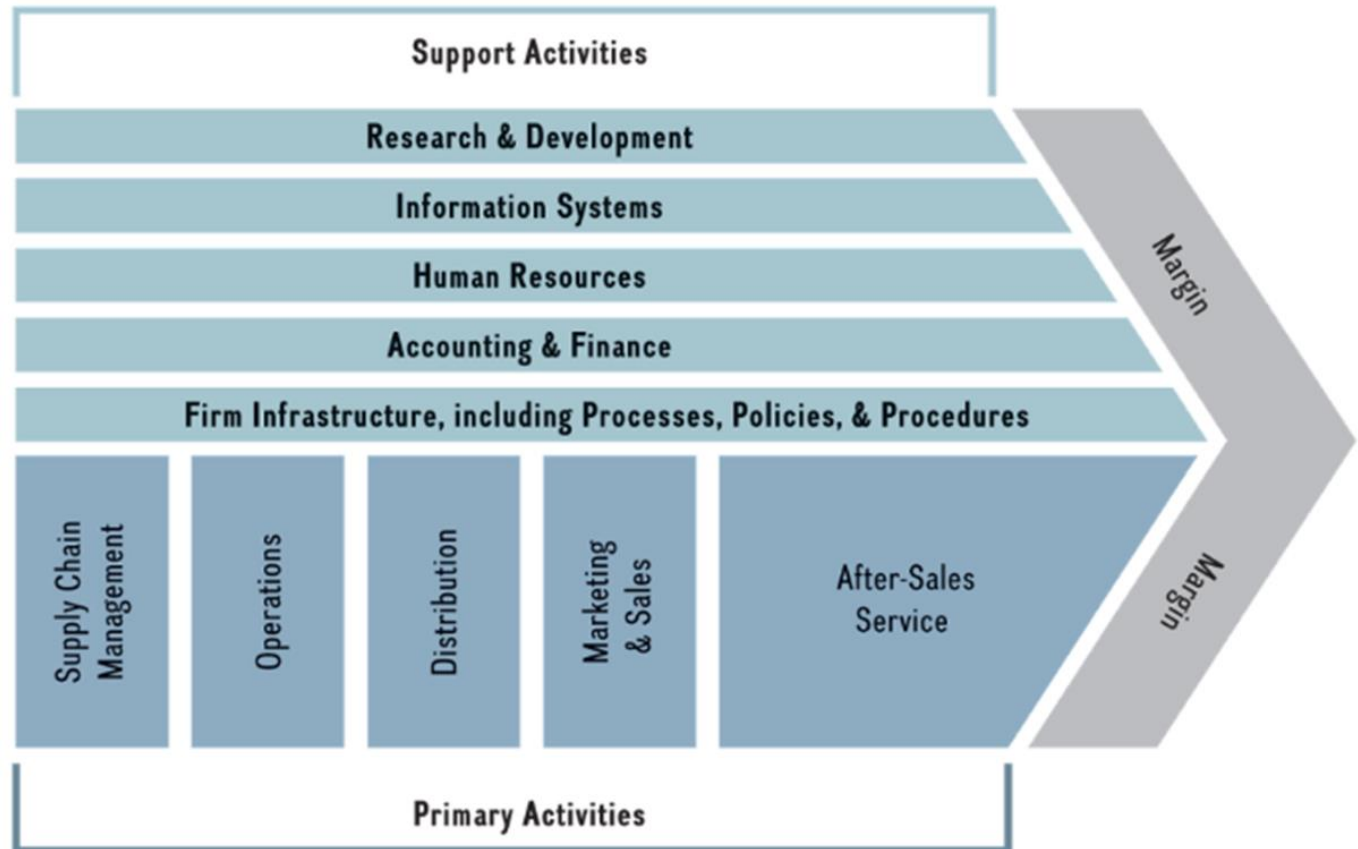 Support Activities
Research & Development
Information Systems
Human Resources
Accounting & Finance
Firm Infrastructure, including Processes, Policies, & Procedures
Supply Chain
Management
Operations
Distribution
Marketing
& Sales
After-Sales
Service
Margin
Margin
Primary Activities